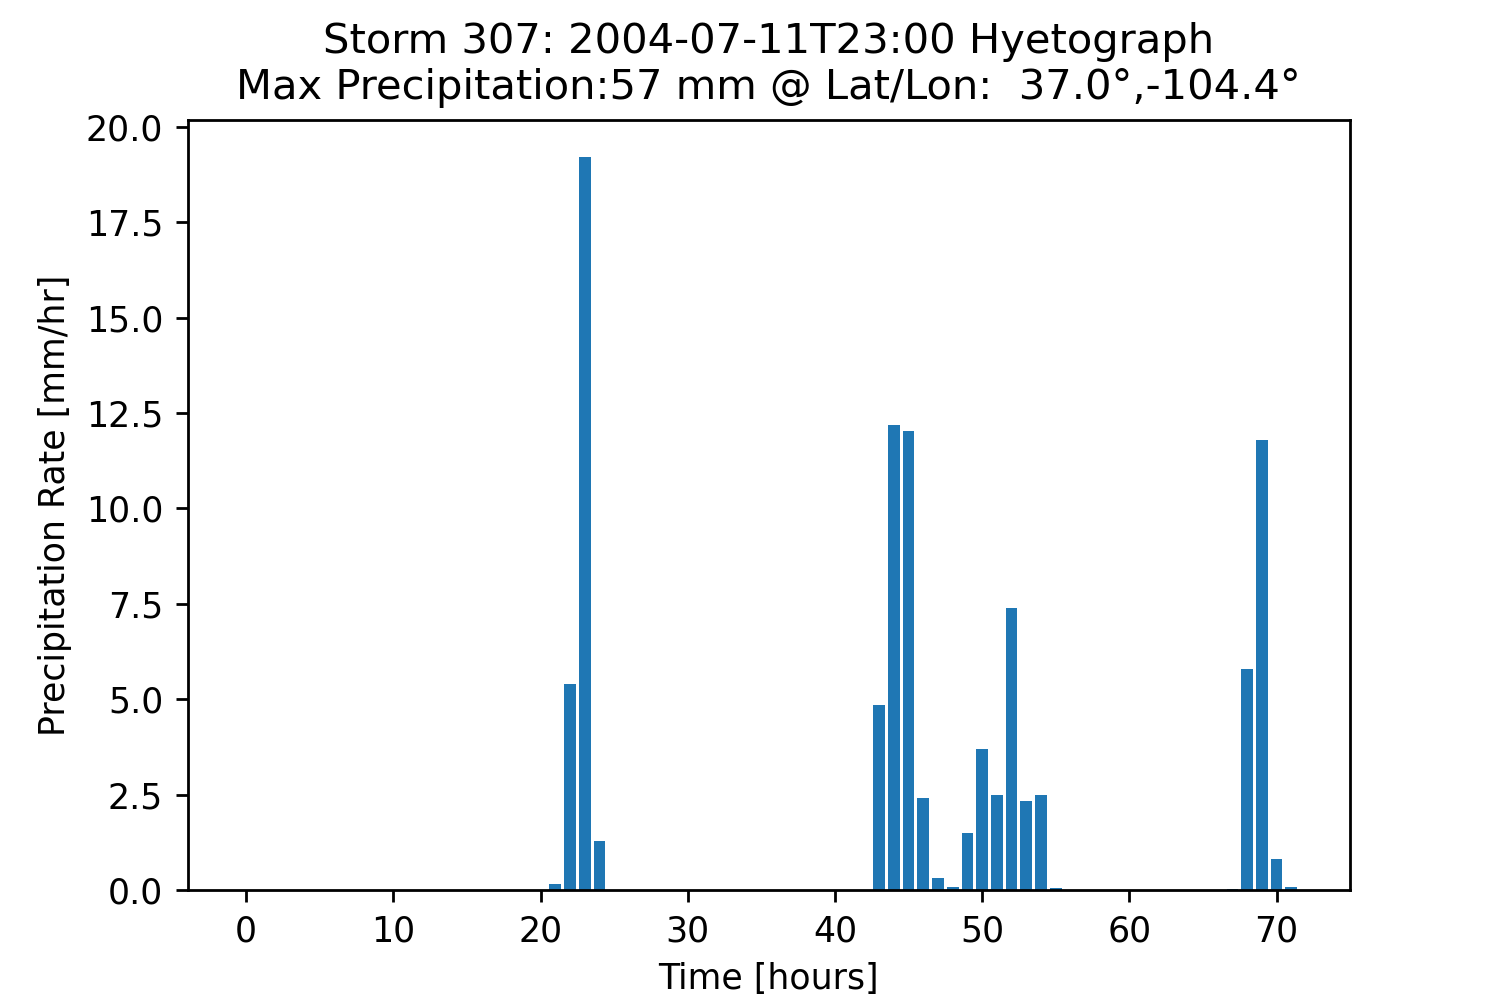 Storm 307: 2004-07-11T23:00 Hyetograph
Max Precipitation:57 mm @ Lat/Lon:  37.0°,-104.4°
20.0
17.5
15.0
12.5
10.0
7.5
5.0
2.5
0.0
Precipitation Rate [mm/hr]
0 10 20 30 40 50 60 70
Time [hours]